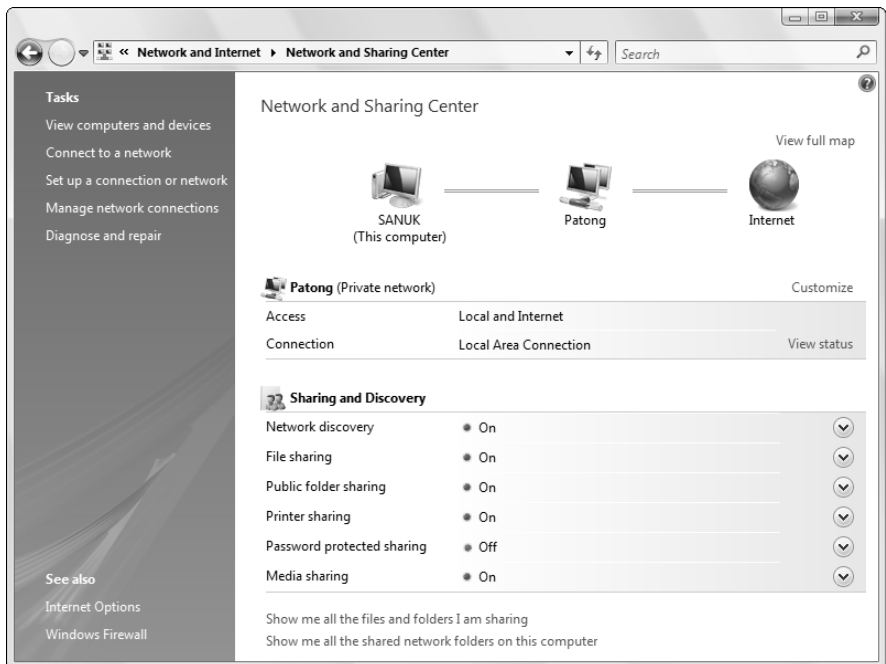 « Network and Internet ▸ Network and Sharing Center
Search
Tasks
View computers and devices
Connect to a network
Set up a connection or network
Manage network connections
Diagnose and repair
See also
Internet Options
Windows Firewall
Network and Sharing Center
View full map
SANUK
(This computer)
Patong
Internet
Patong (Private network) Customize
Access Local and Internet
Connection Local Area Connection View status
Sharing and Discovery
Network discovery On
File sharing On
Public folder sharing On
Printer sharing On
Password protected sharing Off
Media sharing On
Show me all the files and folders I am sharing
Show me all the shared network folders on this computer